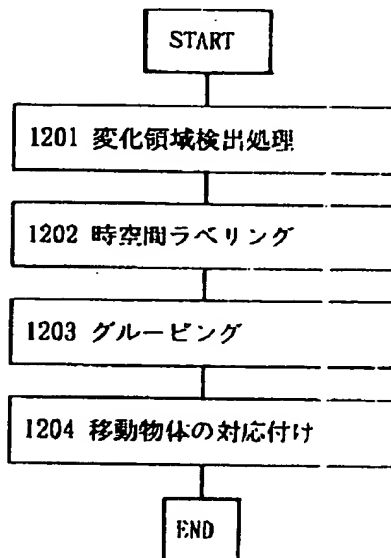 START
1201 変化領域検出処理
1202 時空間ラベリング
1203 グルーピング
1204 移動物体の対応付け
END